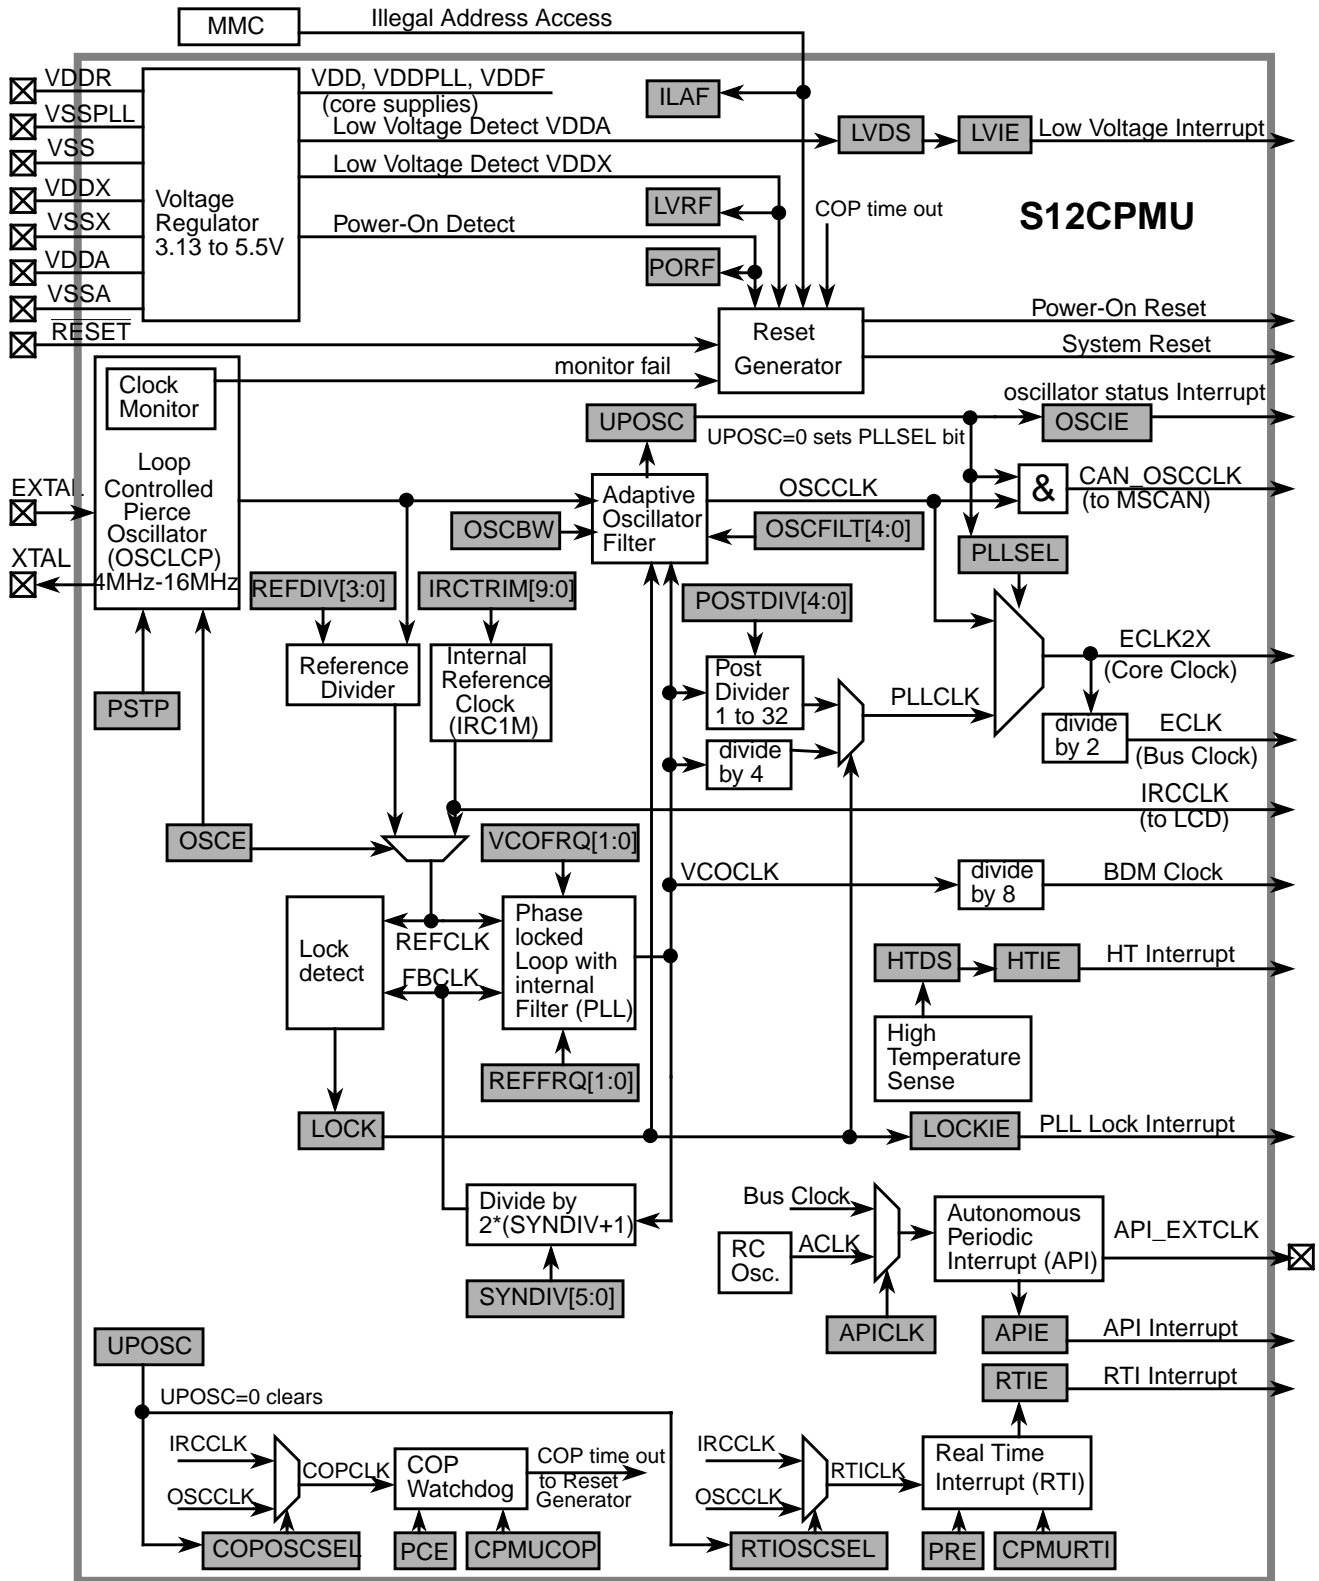 MMC
Illegal Address Access
VDDR
VSSPLL
VSS
VDDX
VSSX
VDDA
VSSA
RESET
Voltage
Regulator
3.13 to 5.5V
VDD, VDDPLL, VDDF
(core supplies)
Low Voltage Detect VDDA
Low Voltage Detect VDDX
Power-On Detect
ILAF
LVRF
PORF
LVDS
LVIE
Low Voltage Interrupt
COP time out
S12CPMU
Reset
Generator
Power-On Reset
System Reset
monitor fail
Clock
Monitor
Loop
Controlled
Pierce
Oscillator
(OSCLCP)
4MHz-16MHz
EXTAL
XTAL
UPOSC
UPOSC=0 sets PLLSEL bit
OSCIE
oscillator status Interrupt
Adaptive
Oscillator
Filter
OSCCLK
&
CAN_OSCCLK
(to MSCAN)
OSCBW
OSCFILT[4:0]
PLLSEL
REFDIV[3:0]
IRCTRIM[9:0]
POSTDIV[4:0]
Reference
Divider
Internal
Reference
Clock
(IRC1M)
Post
Divider
1 to 32
divide
by 4
PLLCLK
ECLK2X
(Core Clock)
divide
by 2
ECLK
(Bus Clock)
PSTP
IRCCLK
(to LCD)
OSCE
VCOFRQ[1:0]
VCOCLK
divide
by 8
BDM Clock
Lock
detect
REFCLK
FBCLK
Phase
locked
Loop with
internal
Filter (PLL)
REFFRQ[1:0]
HTDS
HTIE
HT Interrupt
High
Temperature
Sense
LOCK
LOCKIE
PLL Lock Interrupt
Divide by
2*(SYNDIV+1)
SYNDIV[5:0]
Bus Clock
RC
Osc.
ACLK
APICLK
Autonomous
Periodic
Interrupt (API)
API_EXTCLK
APIE
API Interrupt
RTIE
RTI Interrupt
UPOSC
UPOSC=0 clears
IRCCLK
OSCCLK
COPCLK
COP
Watchdog
COP time out
to Reset
Generator
COPOSCSEL
PCE
CPMUCOP
IRCCLK
OSCCLK
RTICLK
Real Time
Interrupt (RTI)
RTIOSCSEL
PRE
CPMURTI